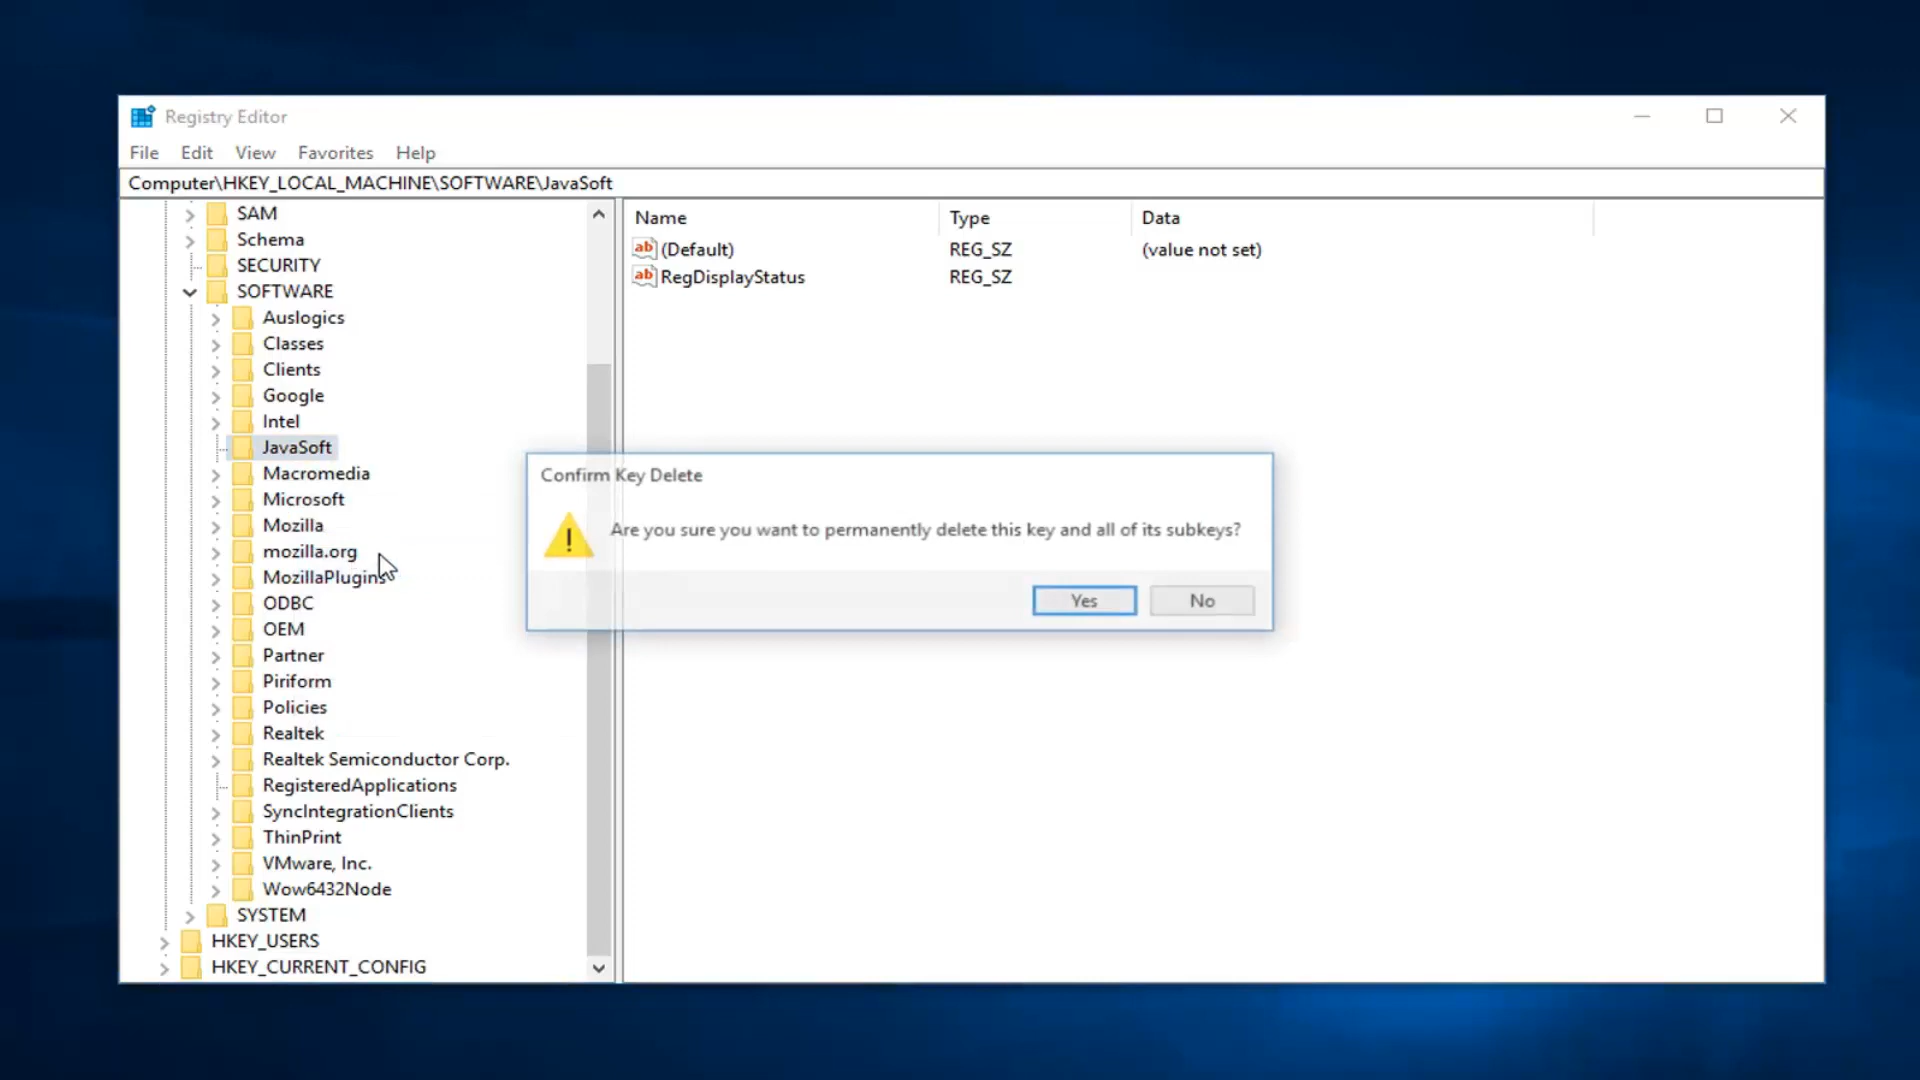 Registry Editor
File Edit View Favorites Help
Computer\HKEY_LOCAL_MACHINE\SOFTWARE\JavaSoft
SAM
Schema
SECURITY
SOFTWARE
Auslogics
Classes
Clients
Google
Intel
JavaSoft
Macromedia
Microsoft
Mozilla
mozilla.org
MozillaPlugins
ODBC
OEM
Partner
Piriform
Policies
Realtek
Realtek Semiconductor Corp.
RegisteredApplications
SyncIntegrationClients
ThinPrint
VMware, Inc.
Wow6432Node
SYSTEM
HKEY_USERS
HKEY_CURRENT_CONFIG
Name Type Data
ab (Default) REG_SZ (value not set)
ab RegDisplayStatus REG_SZ
Confirm Key Delete
Are you sure you want to permanently delete this key and all of its subkeys?
Yes No